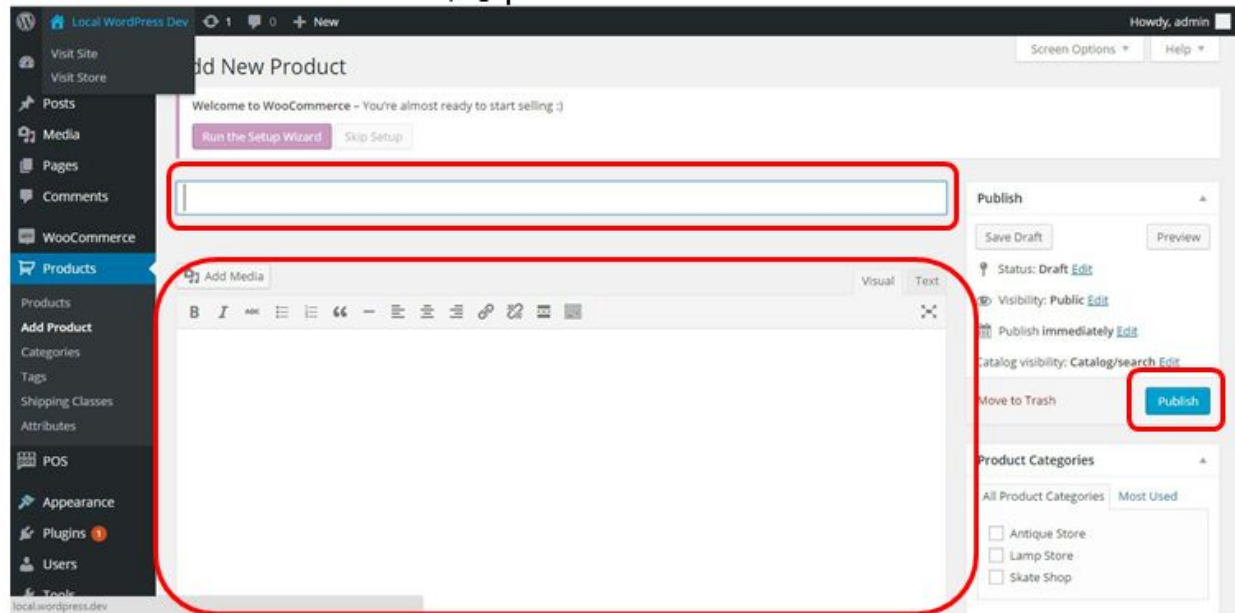 Local WordPress Dev 1 0 + New Howdy, admin
Visit Site
Visit Store
Screen Options Help
dd New Product
Welcome to WooCommerce – You're almost ready to start selling :)
Run the Setup Wizard Skip Setup
Posts
Media
Pages
Comments
WooCommerce
Products
Products
Add Product
Categories
Tags
Shipping Classes
Attributes
POS
Appearance
Plugins 1
Users
Tools
local.wordpress.dev
Add Media
Visual Text
B I ABC
Publish
Save Draft Preview
Status: Draft Edit
Visibility: Public Edit
Publish immediately Edit
Catalog visibility: Catalog/search Edit
Move to Trash Publish
Product Categories
All Product Categories Most Used
Antique Store
Lamp Store
Skate Shop